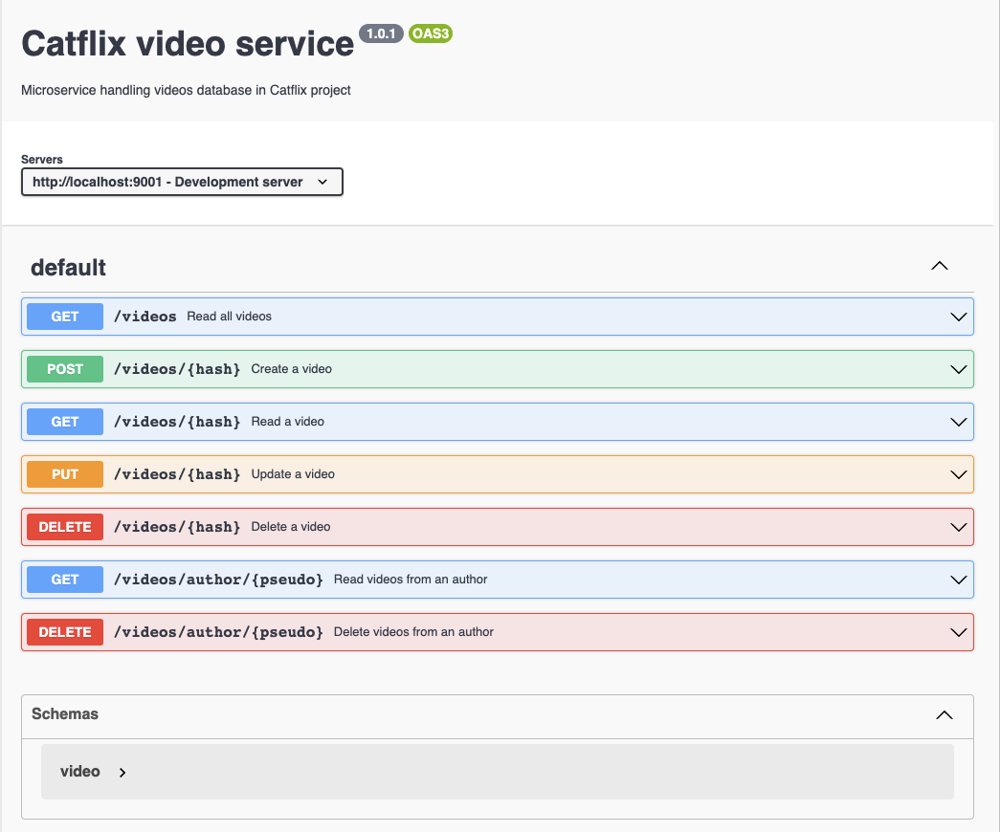 Catflix video service 1.0.1 OAS3
Microservice handling videos database in Catflix project
Servers
http://localhost:9001 - Development server
default
GET /videos Read all videos
POST /videos/{hash} Create a video
GET /videos/{hash} Read a video
PUT /videos/{hash} Update a video
DELETE /videos/{hash} Delete a video
GET /videos/author/{pseudo} Read videos from an author
DELETE /videos/author/{pseudo} Delete videos from an author
Schemas
video